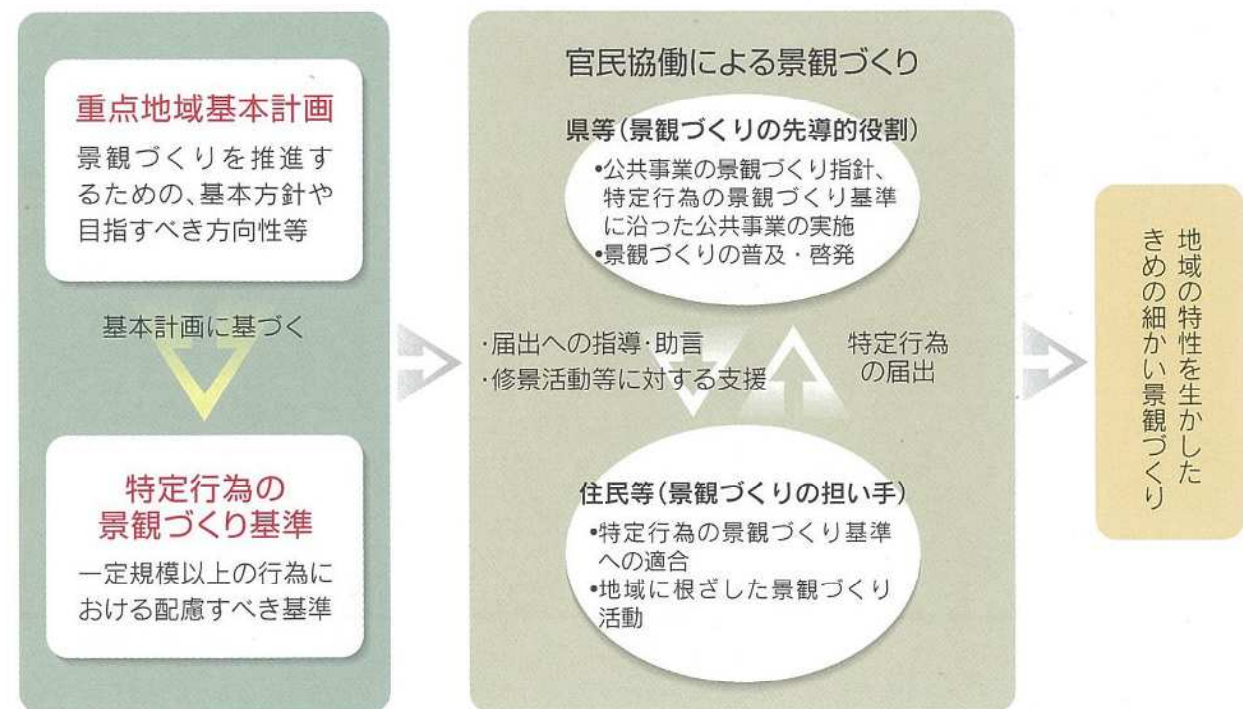 重点地域基本計画
景観づくりを推進す
るための、基本方針や
目指すべき方向性等
基本計画に基づく
特定行為の
景観づくり基準
一定規模以上の行為に
おける配慮すべき基準
官民協働による景観づくり
県等(景観づくりの先導的役割)
•公共事業の景観づくり指針、
特定行為の景観づくり基準
に沿った公共事業の実施
•景観づくりの普及・啓発
・届出への指導・助言
・修景活動等に対する支援
特定行為
の届出
住民等(景観づくりの担い手)
•特定行為の景観づくり基準
への適合
•地域に根ざした景観づくり
活動
地域の特性を生かした
きめの細かい景観づくり